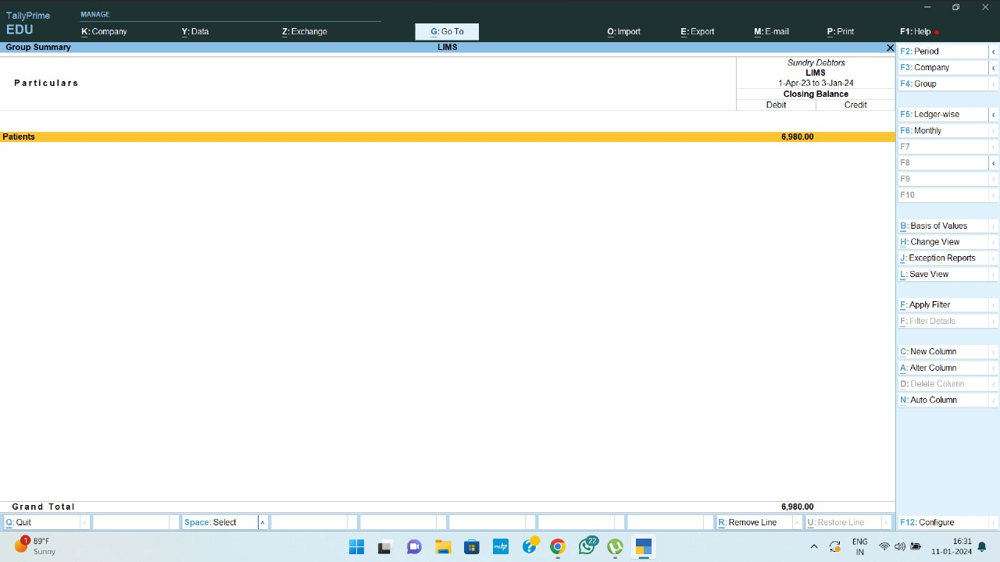 TallyPrime
EDU
MANAGE
K: Company Y: Data Z: Exchange G: Go To O: Import E: Export M: E-mail P: Print F1: Help
Group Summary LIMS
Particulars
Sundry Debtors
LIMS
1-Apr-23 to 3-Jan-24
Closing Balance
Debit Credit
Patients 6,980.00
Grand Total 6,980.00
F2: Period
F3: Company
F4: Group
F5: Ledger-wise
F6: Monthly
F7
F8
F9
F10
B: Basis of Values
H: Change View
J: Exception Reports
L: Save View
F: Apply Filter
F: Filter Details
C: New Column
A: Alter Column
D: Delete Column
N: Auto Column
Q: Quit Space: Select R: Remove Line U: Restore Line F12: Configure
1
89°F
Sunny
myhp
22
ENG
IN
16:31
11-01-2024